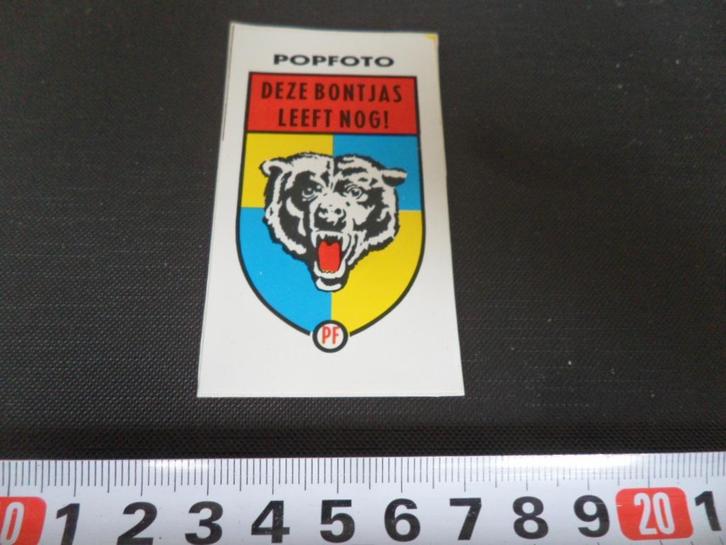 POPFOTO
DEZE BONTJAS
LEEFT NOG!
PF
0 1 2 3 4 5 6 7 8 9 20 1